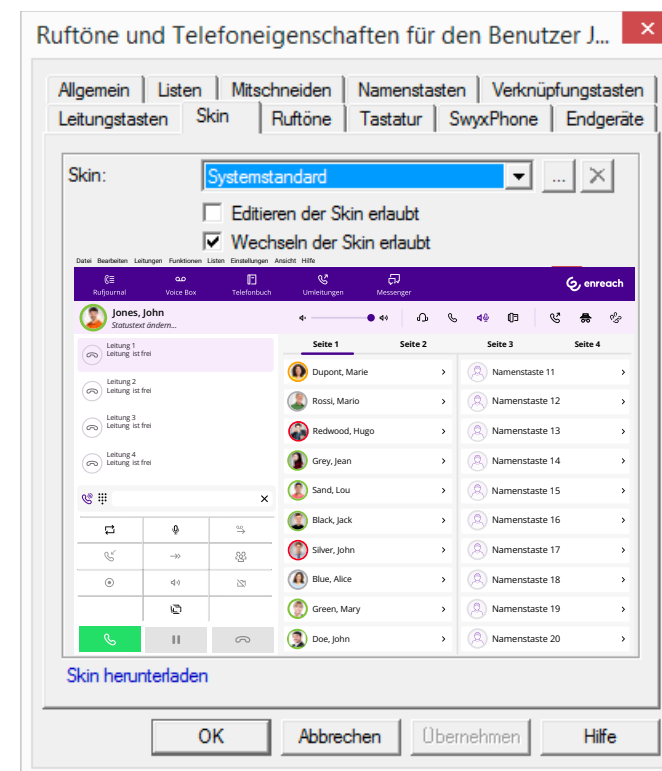 Ruftöne und Telefoneigenschaften für den Benutzer J...
Allgemein Listen Mitschneiden Namenstasten Verknüpfungstasten
Leitungstasten Skin Ruftöne Tastatur SwyxPhone Endgeräte
Skin: Systemstandard ...
Editieren der Skin erlaubt
Wechseln der Skin erlaubt
Datei Bearbeiten Leitungen Funktionen Listen Einstellungen Ansicht Hilfe
Rufjournal Voice Box Telefonbuch Umleitungen Messenger enreach
Jones, John
Statustext ändern...
Seite 1 Seite 2 Seite 3 Seite 4
Leitung 1
Leitung ist frei
Leitung 2
Leitung ist frei
Leitung 3
Leitung ist frei
Leitung 4
Leitung ist frei
Dupont, Marie Namenstaste 11
Rossi, Mario Namenstaste 12
Redwood, Hugo Namenstaste 13
Grey, Jean Namenstaste 14
Sand, Lou Namenstaste 15
Black, Jack Namenstaste 16
Silver, John Namenstaste 17
Blue, Alice Namenstaste 18
Green, Mary Namenstaste 19
Doe, John Namenstaste 20
Skin herunterladen
OK Abbrechen Übernehmen Hilfe